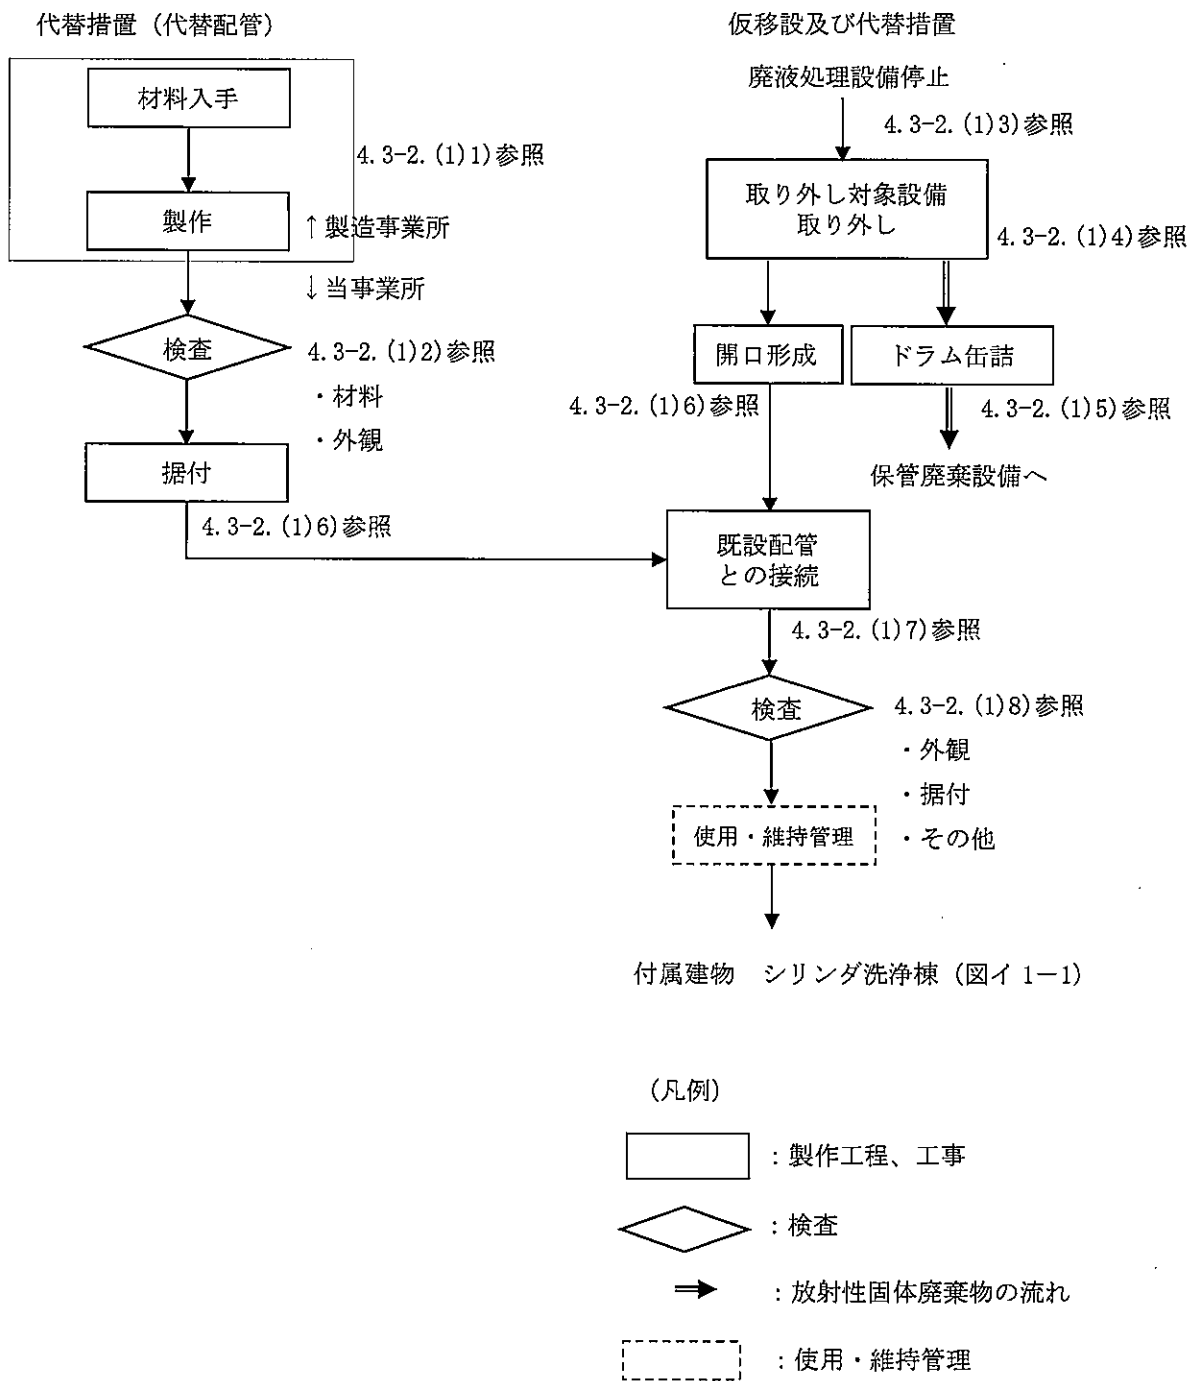 代替措置（代替配管）
材料入手
4.3-2.(1)1)参照
製作
↑製造事業所
↓当事業所
検査
4.3-2.(1)2)参照
・材料
・外観
据付
4.3-2.(1)6)参照
仮移設及び代替措置
廃液処理設備停止
4.3-2.(1)3)参照
取り外し対象設備
取り外し
4.3-2.(1)4)参照
開口形成
ドラム缶詰
4.3-2.(1)6)参照
4.3-2.(1)5)参照
保管廃棄設備へ
既設配管
との接続
4.3-2.(1)7)参照
検査
4.3-2.(1)8)参照
・外観
・据付
・その他
使用・維持管理
付属建物　シリンダ洗浄棟（図イ 1－1）
（凡例）
：製作工程、工事
：検査
：放射性固体廃棄物の流れ
：使用・維持管理